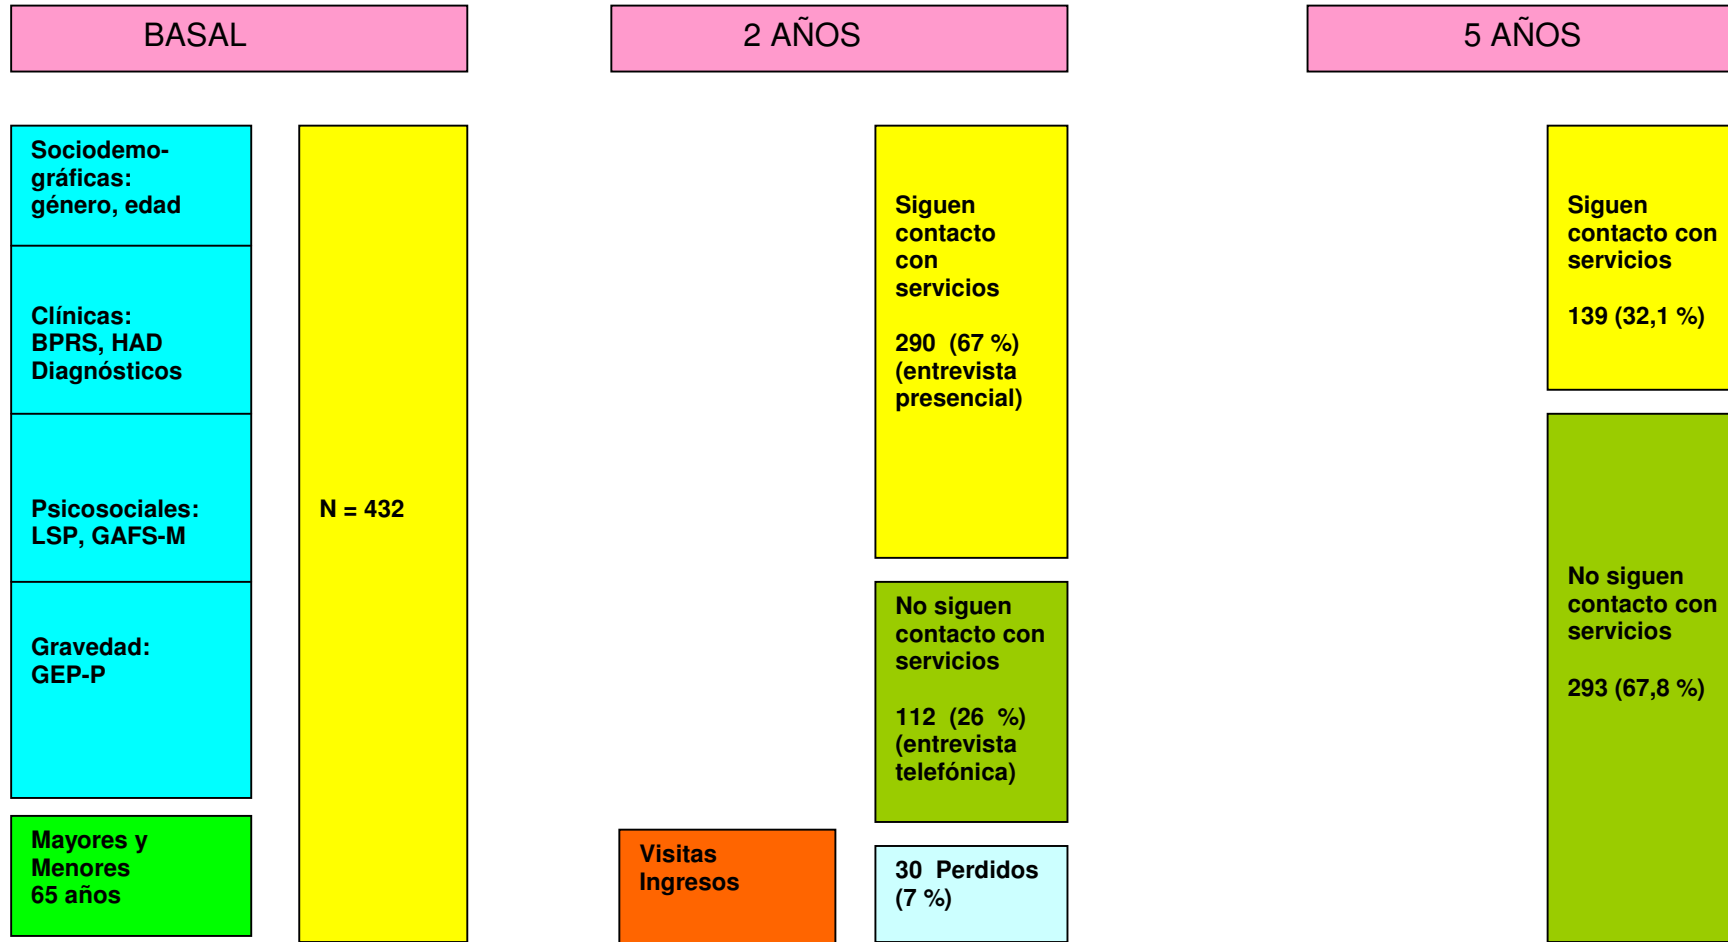 BASAL
2 AÑOS
5 AÑOS
Sociodemo-
gráficas:
género, edad
Clínicas:
BPRS, HAD
Diagnósticos
Psicosociales:
LSP, GAFS-M
Gravedad:
GEP-P
Mayores y
Menores
65 años
N = 432
Visitas
Ingresos
Siguen
contacto
con
servicios
290 (67 %)
(entrevista
presencial)
No siguen
contacto con
servicios
112 (26 %)
(entrevista
telefónica)
30 Perdidos
(7 %)
Siguen
contacto con
servicios
139 (32,1 %)
No siguen
contacto con
servicios
293 (67,8 %)